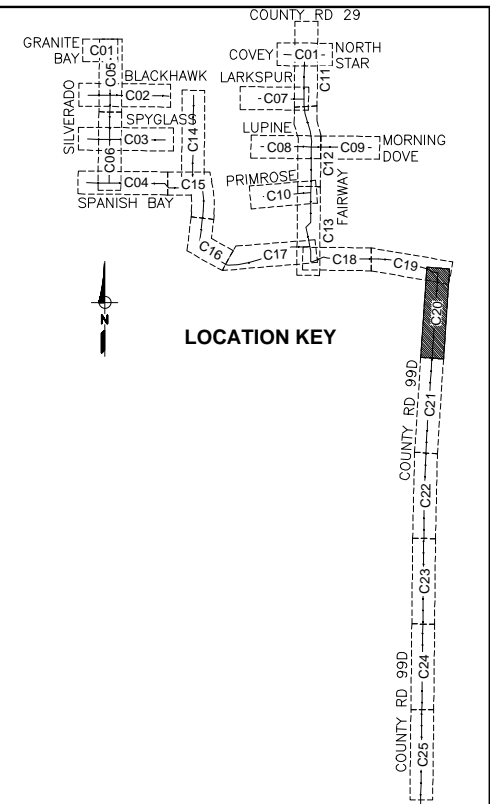 COUNTY RD 29
GRANITE BAY
C01
C05
COVEY
C01
NORTH STAR
C11
BLACKHAWK
C02
LARKSPUR
C07
SILVERADO
SPYGLASS
C03
C14
C06
LUPINE
C08
C09
MORNING DOVE
C12
C04
SPANISH BAY
C15
PRIMROSE
C10
FAIRWAY
C13
C16
C17
C18
C19
N
LOCATION KEY
C20
COUNTY RD 99D
C21
C22
C23
COUNTY RD 99D
C24
C25